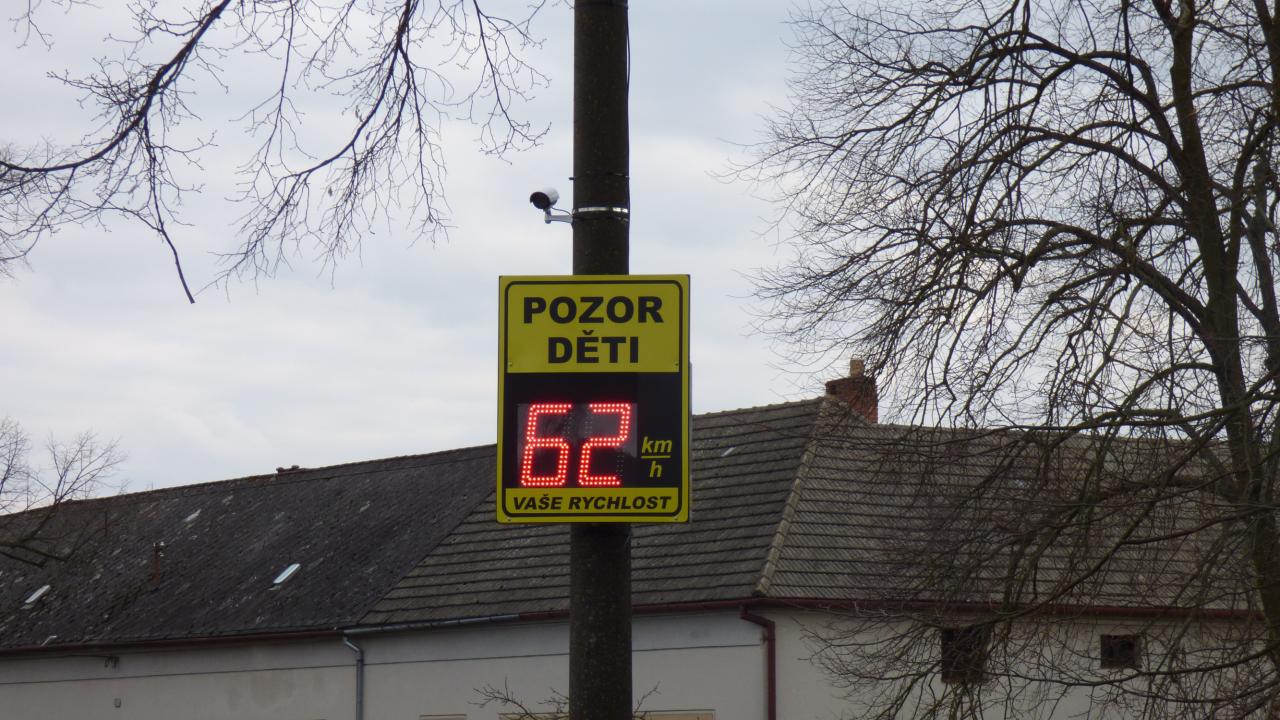 POZOR
DĚTI
62 km/h
VAŠE RYCHLOST